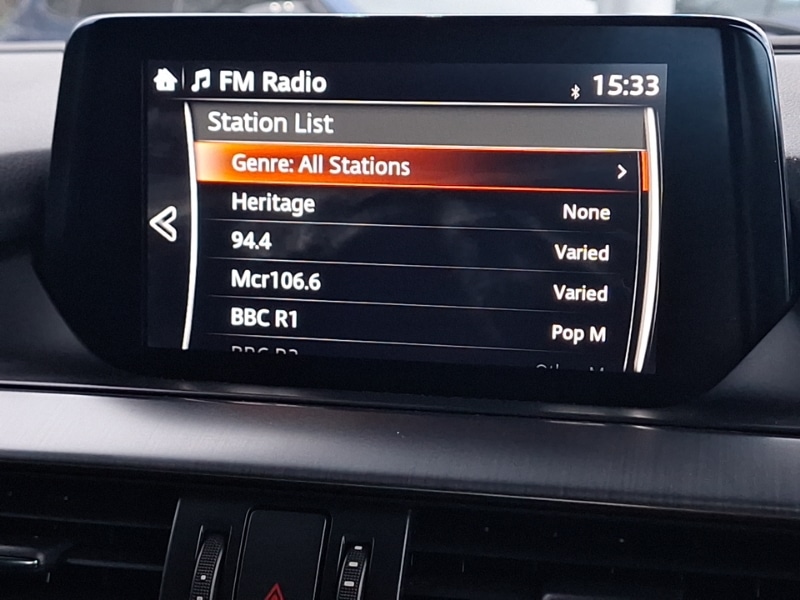 FM Radio 15:33
Station List
Genre: All Stations
Heritage None
94.4 Varied
Mcr106.6 Varied
BBC R1 Pop M